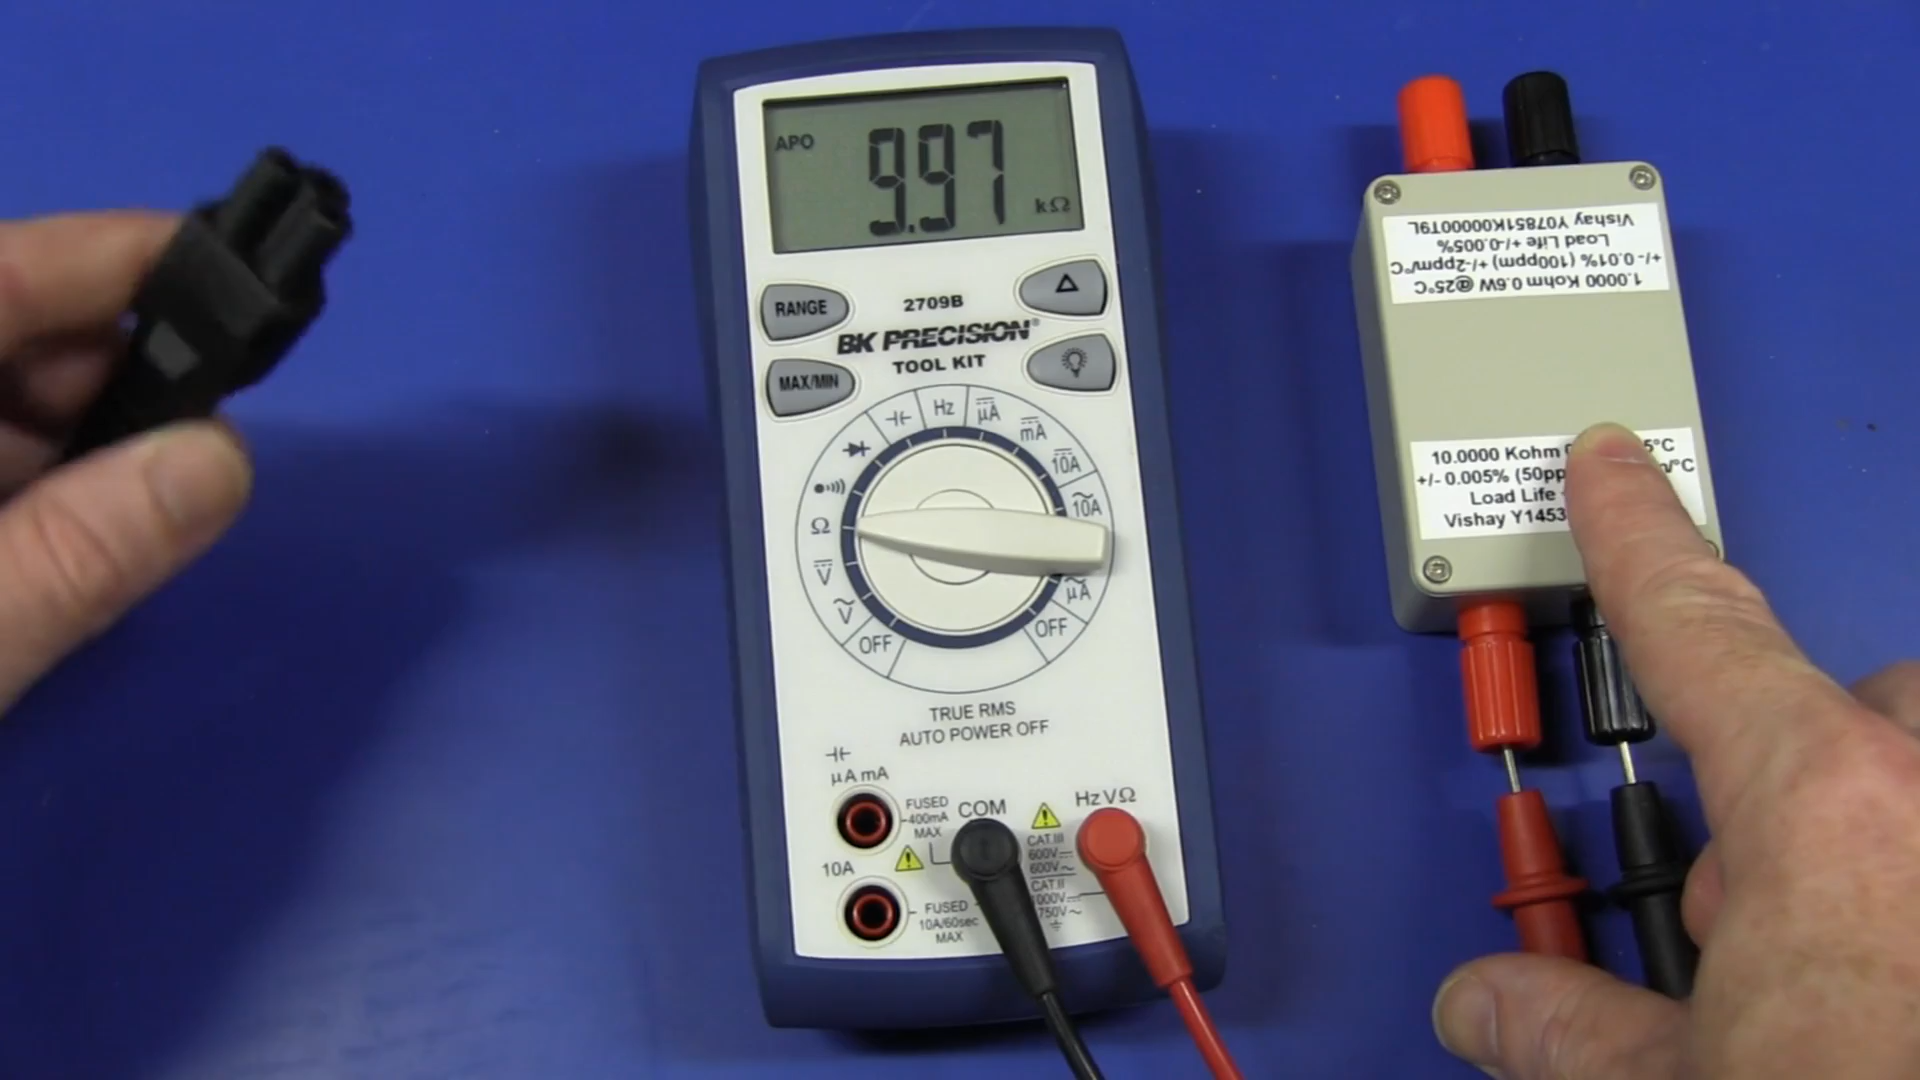 APO
9.97
kΩ
RANGE
2709B
BK PRECISION®
TOOL KIT
MAX/MIN
Hz
µA
mA
10A
10A
µA
OFF
Ω
V
V
OFF
TRUE RMS
AUTO POWER OFF
µA mA
FUSED
400mA
MAX
COM
Hz V Ω
CAT.III
600V
600V~
CAT.II
1000V
750V~
10A
FUSED
10A/60sec
MAX
1.0000 Kohm 0.6W @25°C
+/- 0.01% (100ppm) +/-2ppm/°C
Load Life +/-0.005%
Vishay Y07851K00000T9L
10.0000 Kohm 5°C
+/- 0.005% (50pp /°C
Load Life
Vishay Y1453